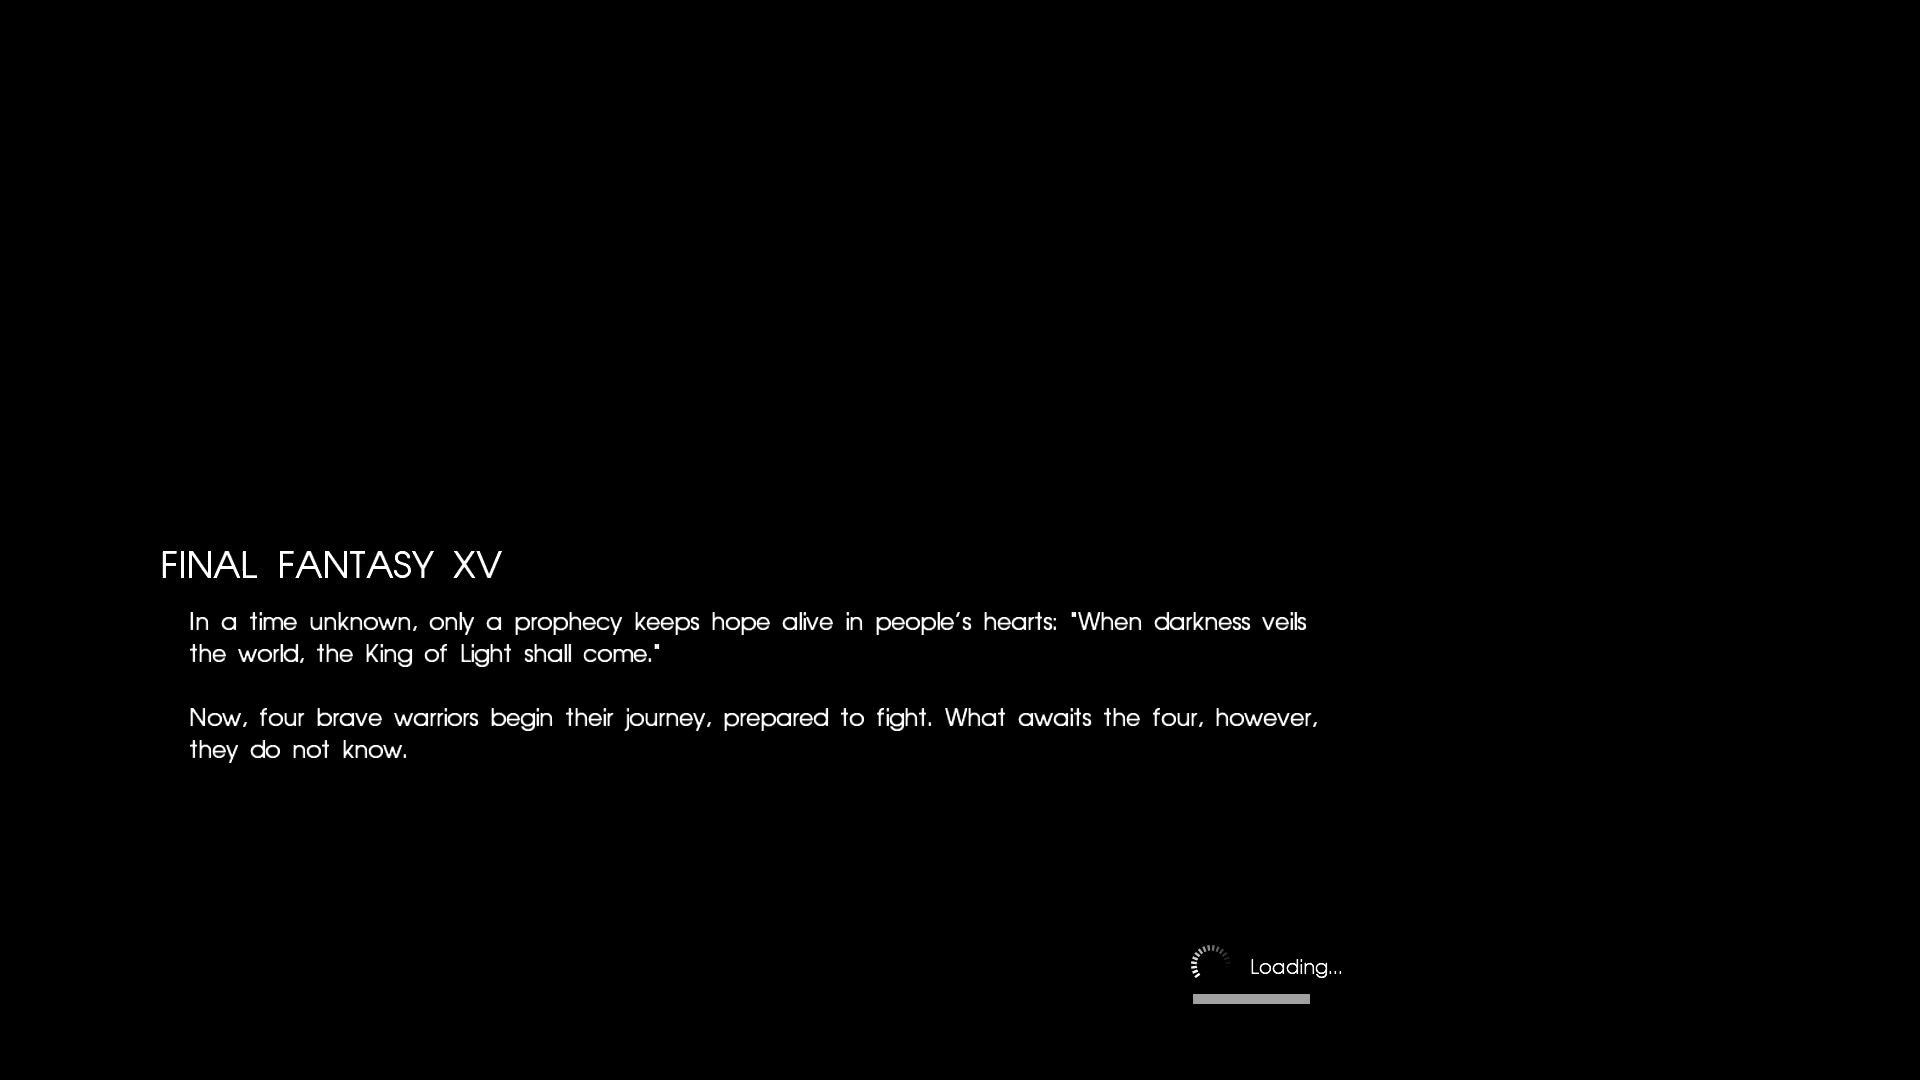 FINAL FANTASY XV
In a time unknown, only a prophecy keeps hope alive in people’s hearts: "When darkness veils
the world, the King of Light shall come."
Now, four brave warriors begin their journey, prepared to fight. What awaits the four, however,
they do not know.
Loading...